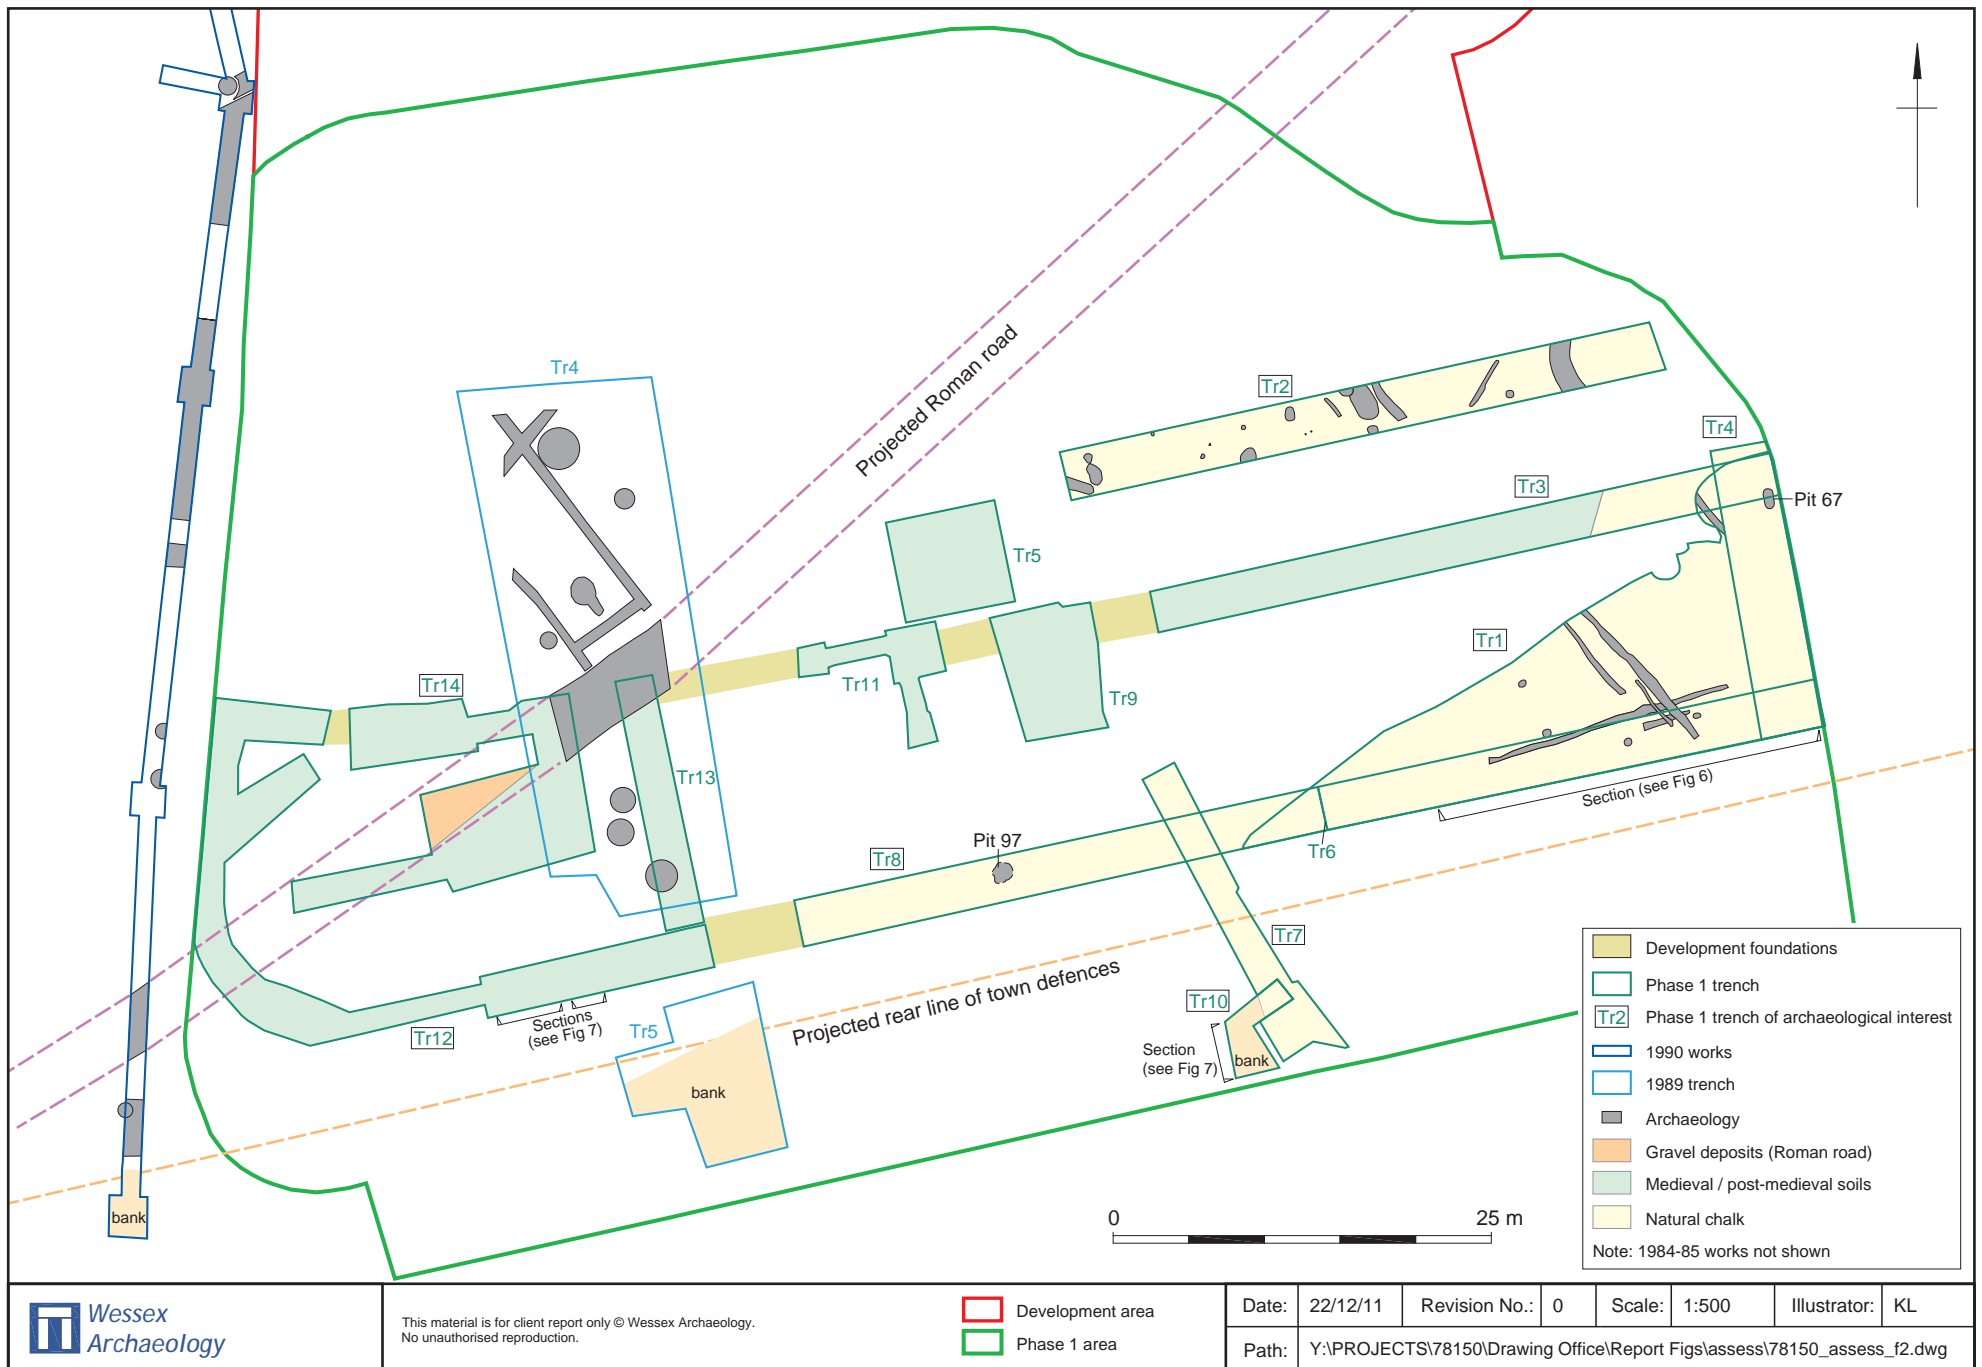 Tr4
Projected Roman road
Tr2
Tr4
Tr3
Pit 67
Tr5
Tr1
Tr14
Tr11
Tr9
Tr13
Section (see Fig 6)
Pit 97
Tr8
Tr6
Tr7
Projected rear line of town defences
Tr10
Sections
(see Fig 7)
Tr12
Tr5
Section
(see Fig 7)
bank
bank
bank
0 25 m
Development foundations
Phase 1 trench
Tr2 Phase 1 trench of archaeological interest
1990 works
1989 trench
Archaeology
Gravel deposits (Roman road)
Medieval / post-medieval soils
Natural chalk
Note: 1984-85 works not shown
Wessex
Archaeology
This material is for client report only © Wessex Archaeology.
No unauthorised reproduction.
Development area
Phase 1 area
Date: 22/12/11 Revision No.: 0 Scale: 1:500 Illustrator: KL
Path: Y:\PROJECTS\78150\Drawing Office\Report Figs\assess\78150_assess_f2.dwg